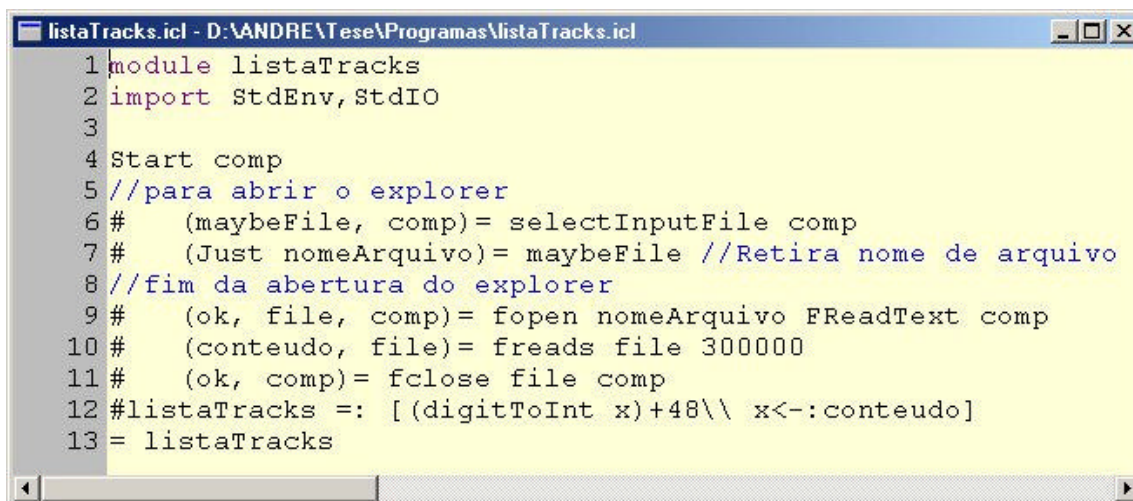 listaTracks.icl - D:\ANDRE\Tese\Programas\listaTracks.icl
1 module listaTracks
2 import StdEnv,StdIO
3
4 Start comp
5 //para abrir o explorer
6 #    (maybeFile, comp)= selectInputFile comp
7 #    (Just nomeArquivo)= maybeFile //Retira nome de arquivo
8 //fim da abertura do explorer
9 #    (ok, file, comp)= fopen nomeArquivo FReadText comp
10 #    (conteudo, file)= freads file 300000
11 #    (ok, comp)= fclose file comp
12 #listaTracks =: [(digitToInt x)+48\\ x<-:conteudo]
13 = listaTracks